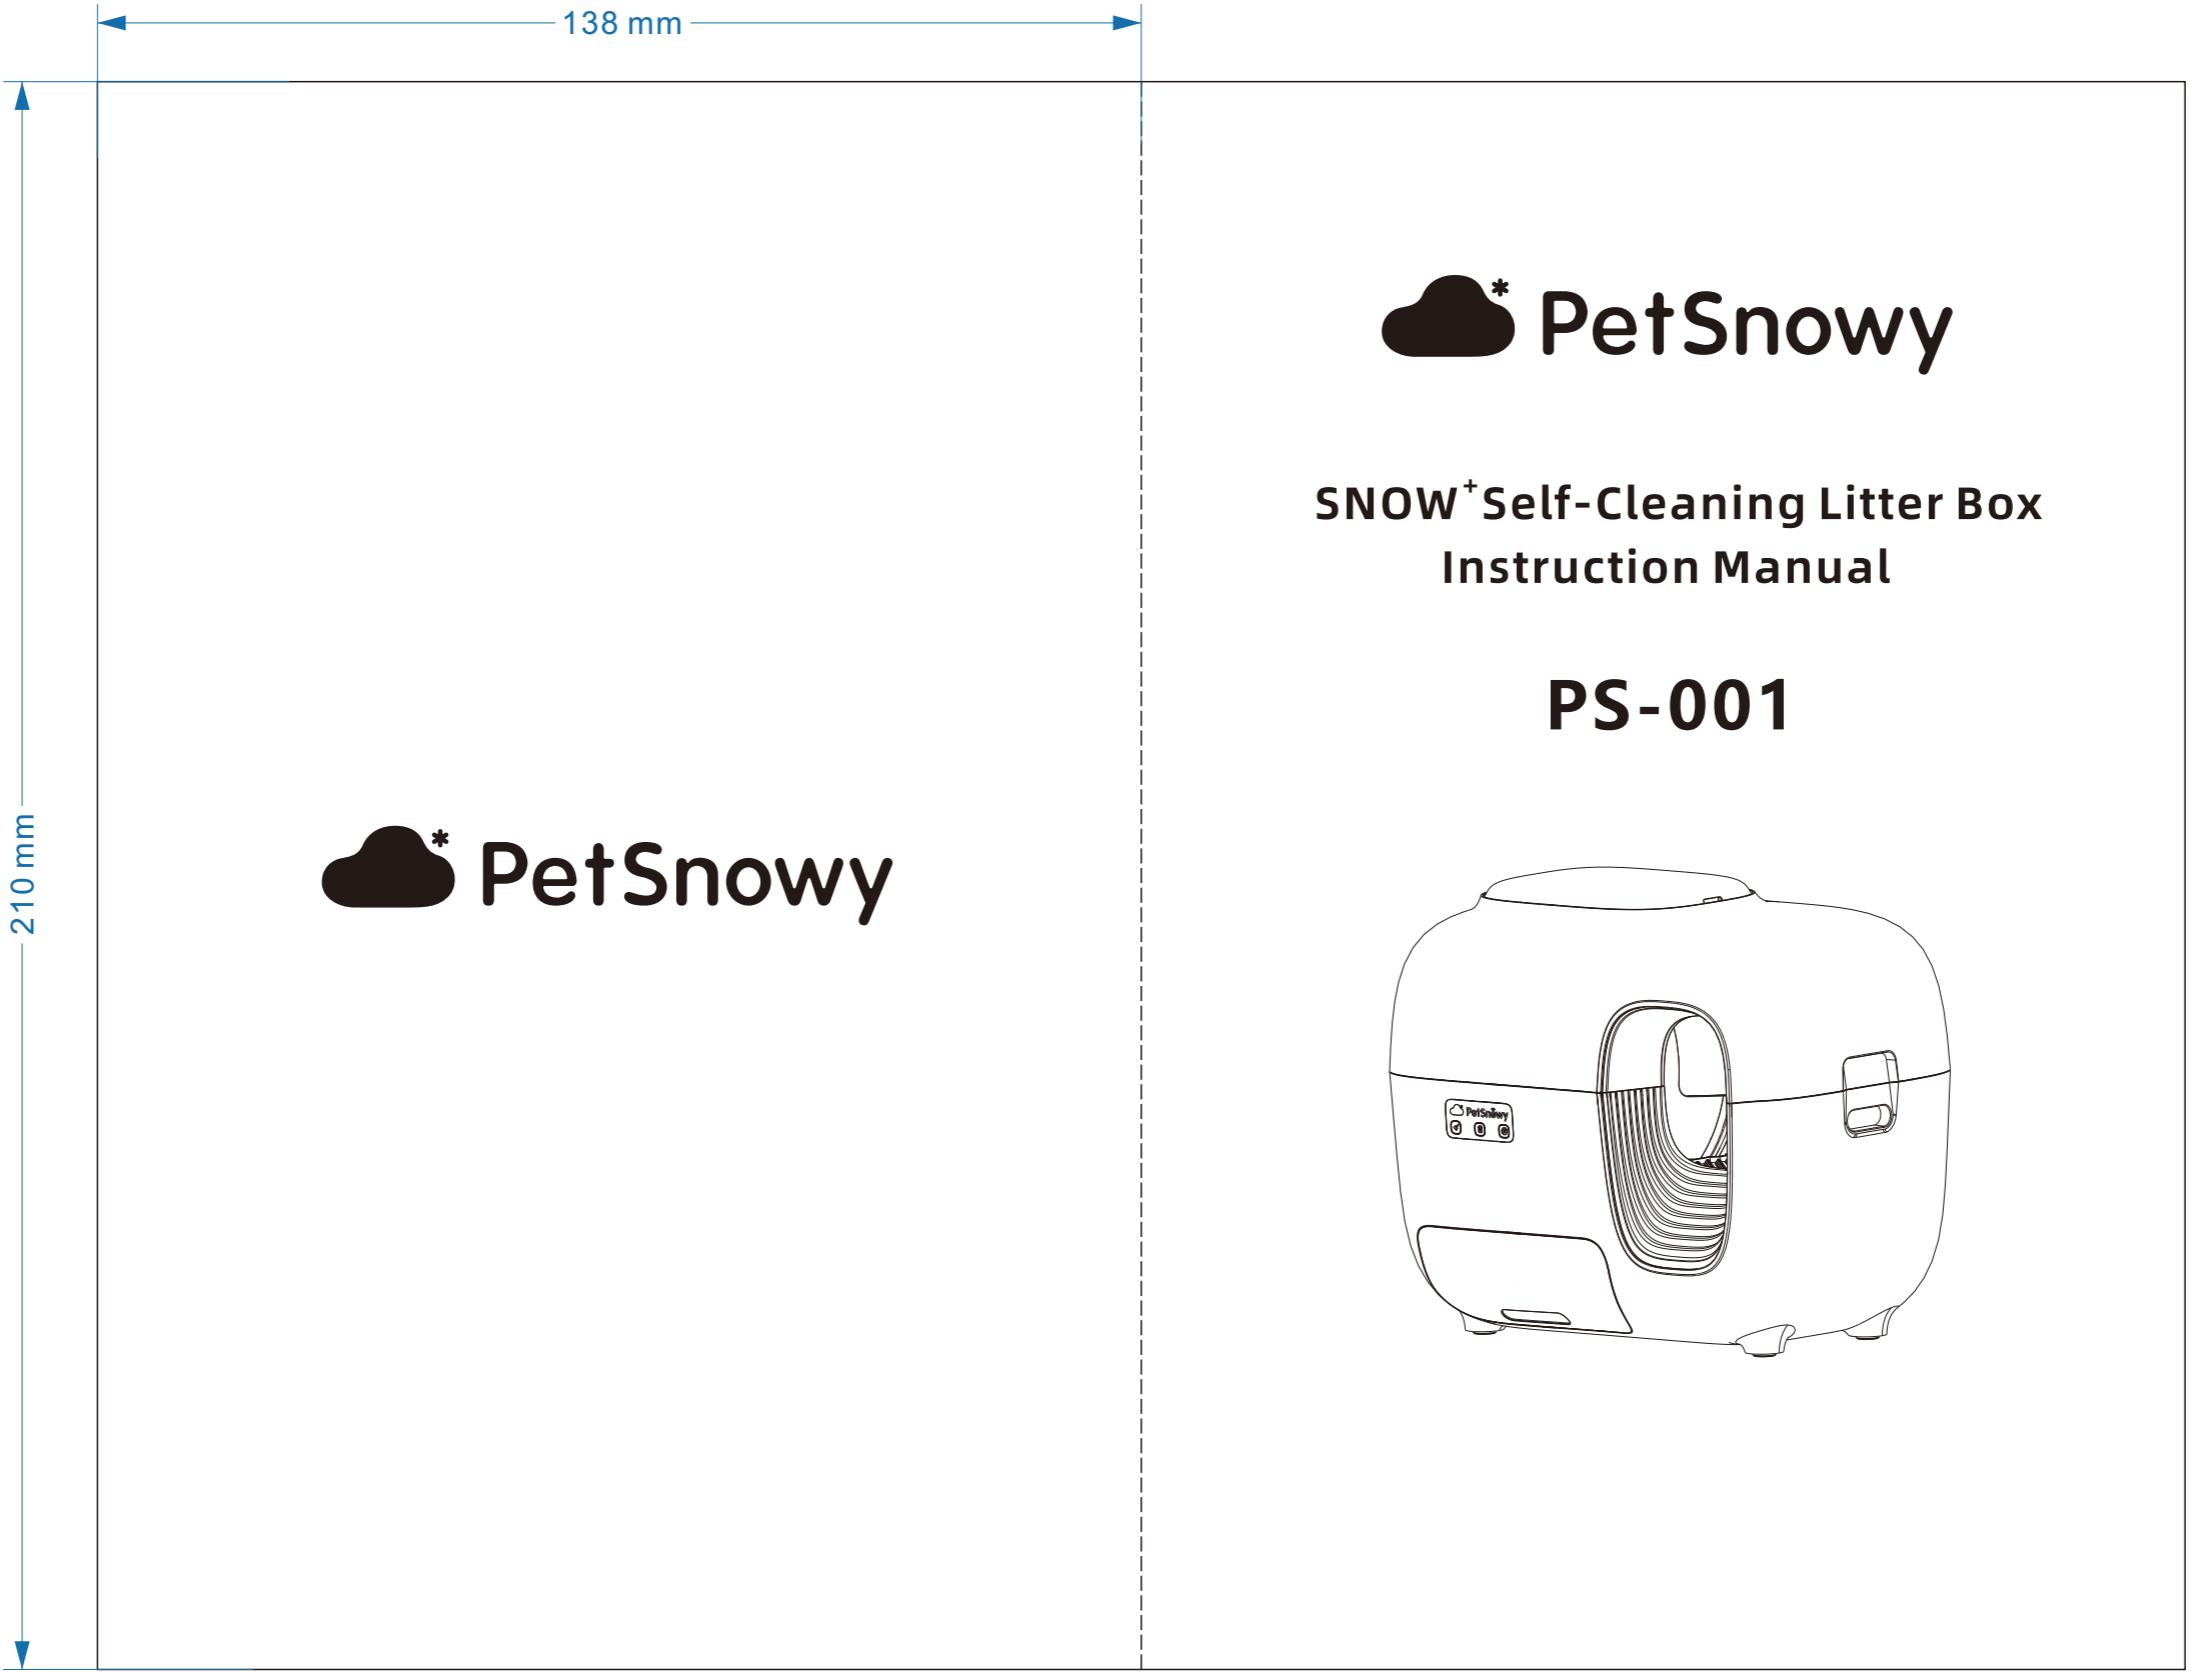 138 mm
210 mm
PetSnowy
PetSnowy
SNOW⁺Self-Cleaning Litter Box
Instruction Manual
PS-001
PetSnowy